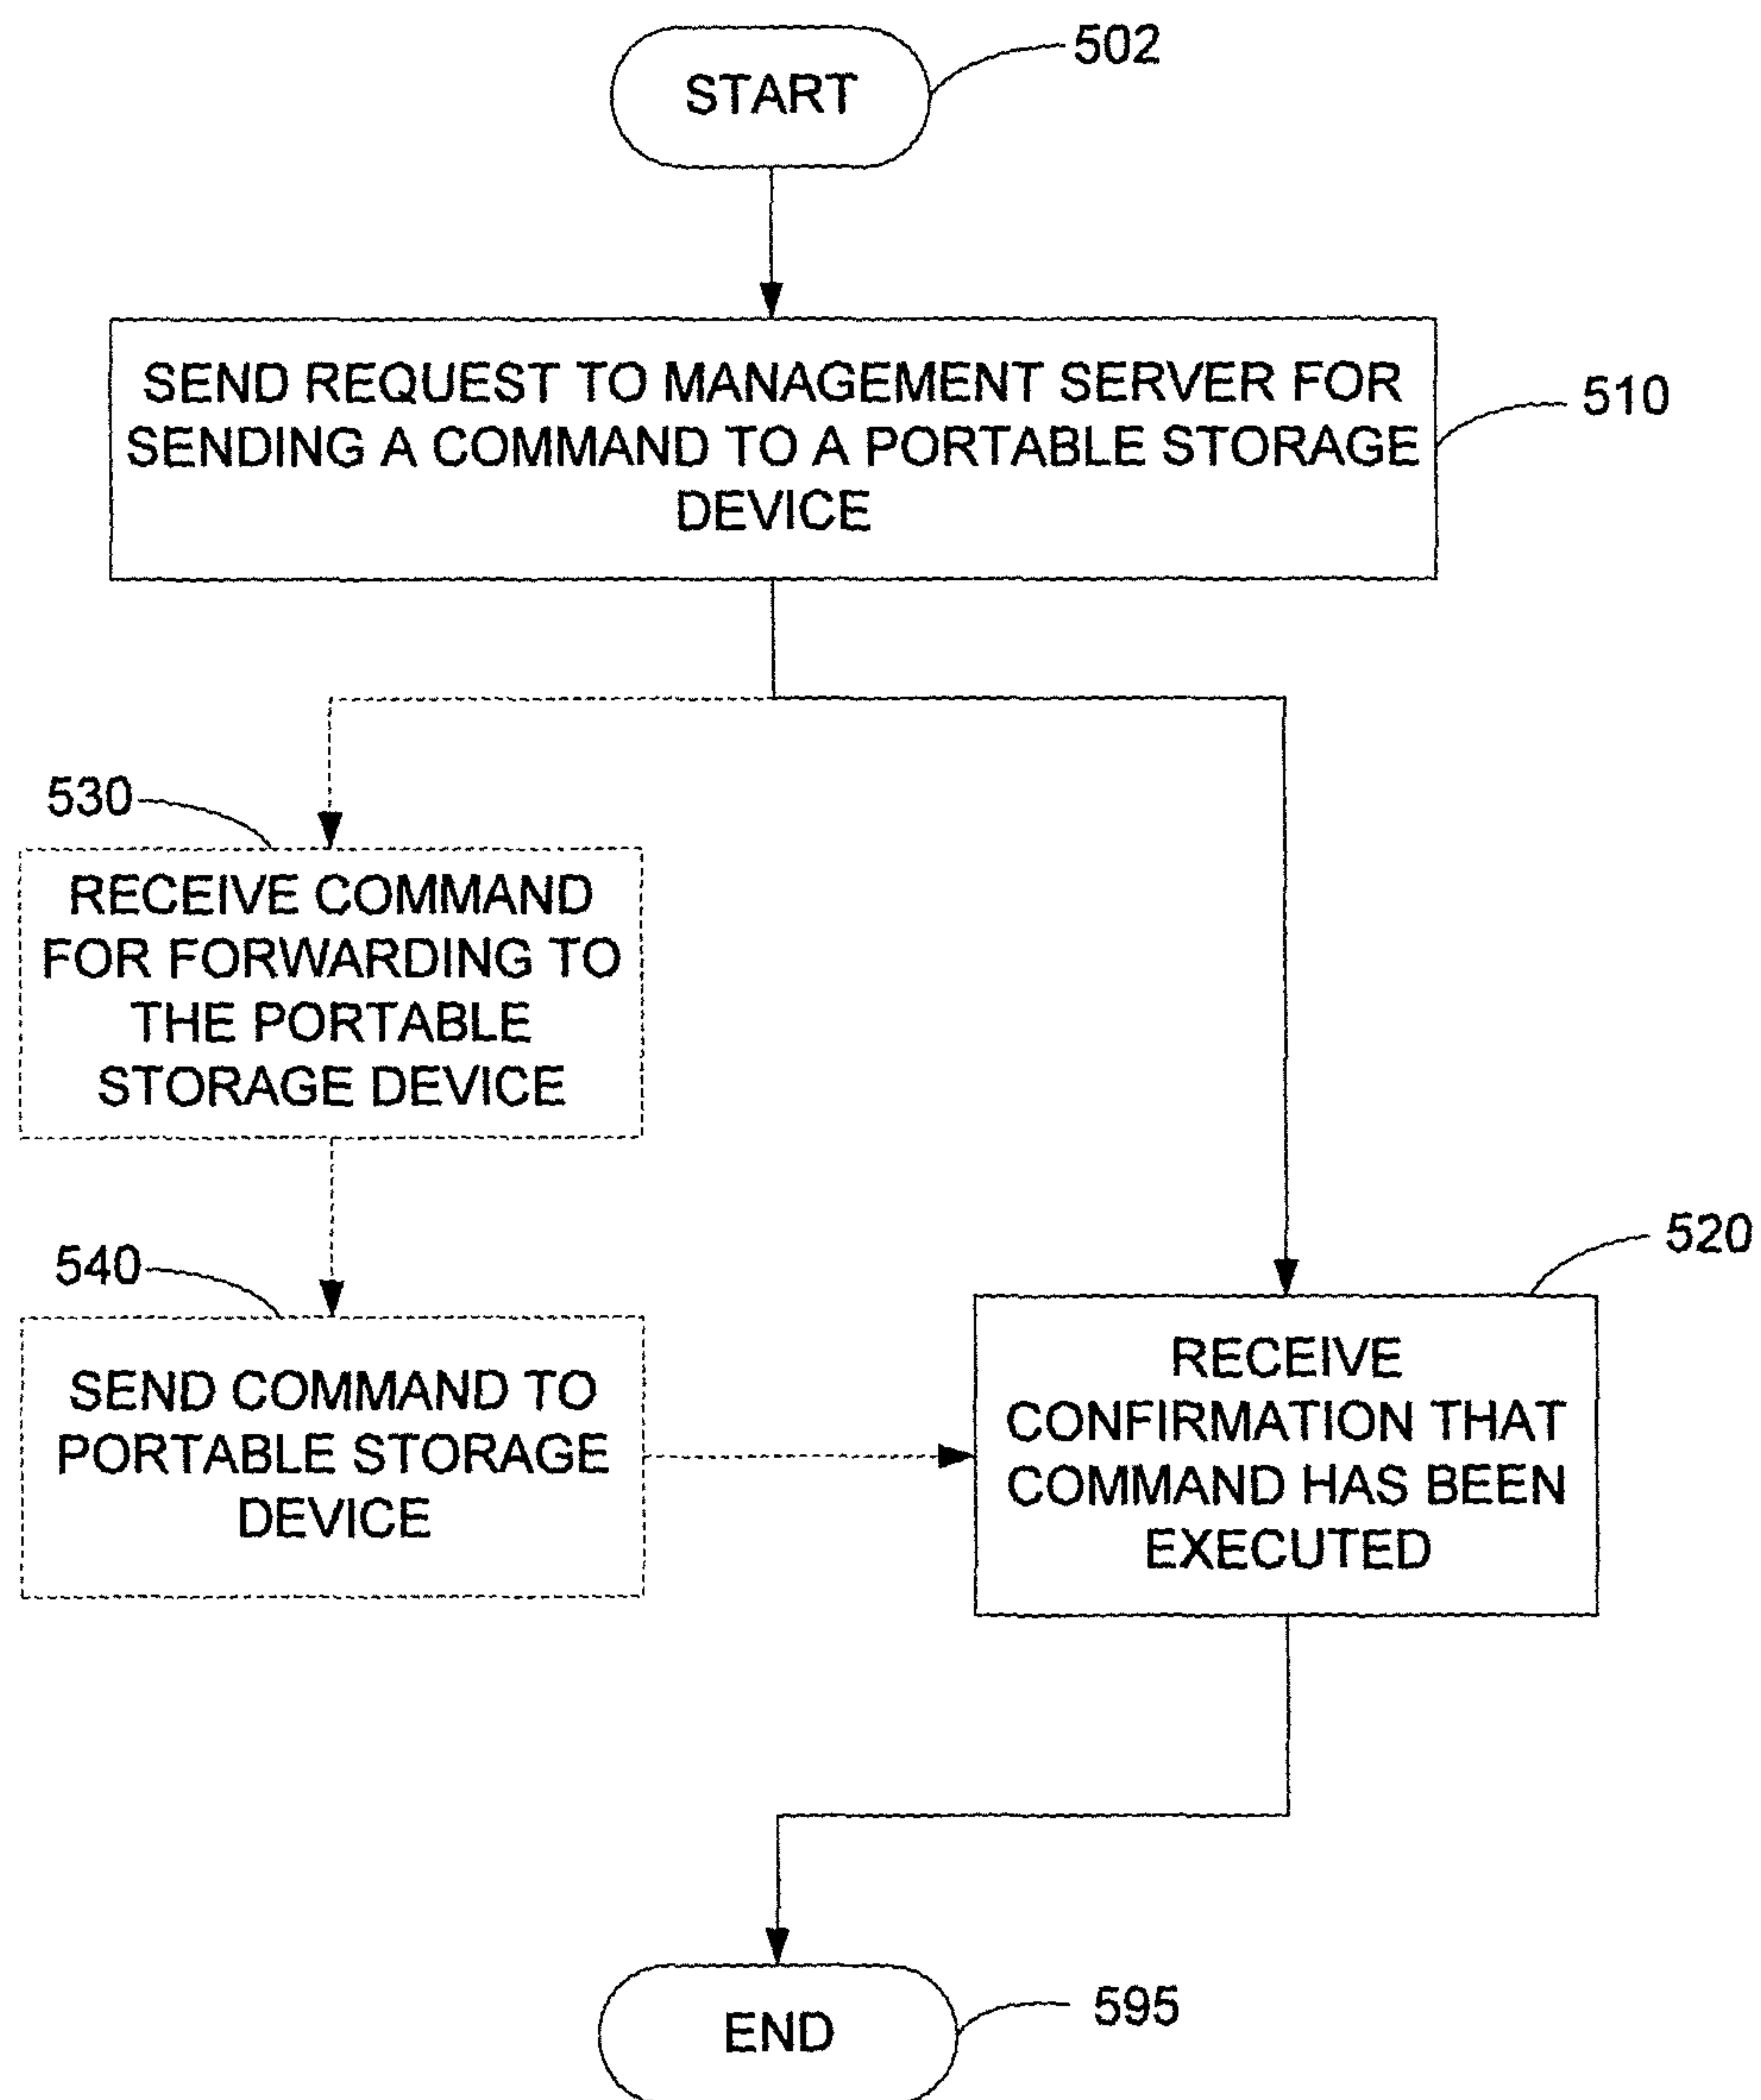 START
502
SEND REQUEST TO MANAGEMENT SERVER FOR
SENDING A COMMAND TO A PORTABLE STORAGE
DEVICE
510
530
RECEIVE COMMAND
FOR FORWARDING TO
THE PORTABLE
STORAGE DEVICE
540
SEND COMMAND TO
PORTABLE STORAGE
DEVICE
520
RECEIVE
CONFIRMATION THAT
COMMAND HAS BEEN
EXECUTED
END
595